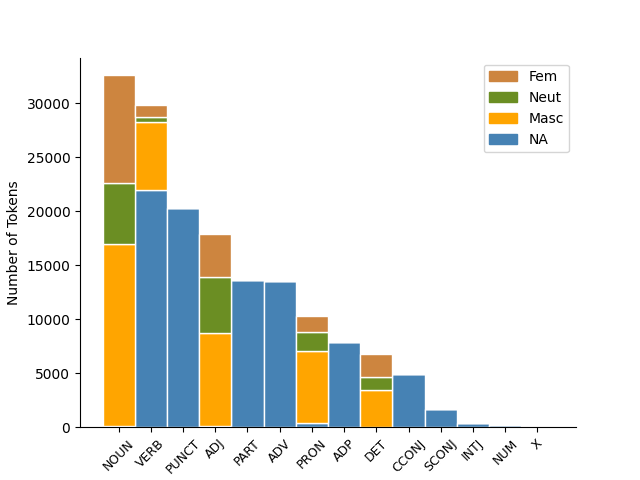 Fem
Neut
Masc
NA
Number of Tokens
30000
25000
20000
15000
10000
5000
0
NOUN
VERB
PUNCT
ADJ
PART
ADV
PRON
ADP
DET
CCONJ
SCONJ
INTJ
NUM
X